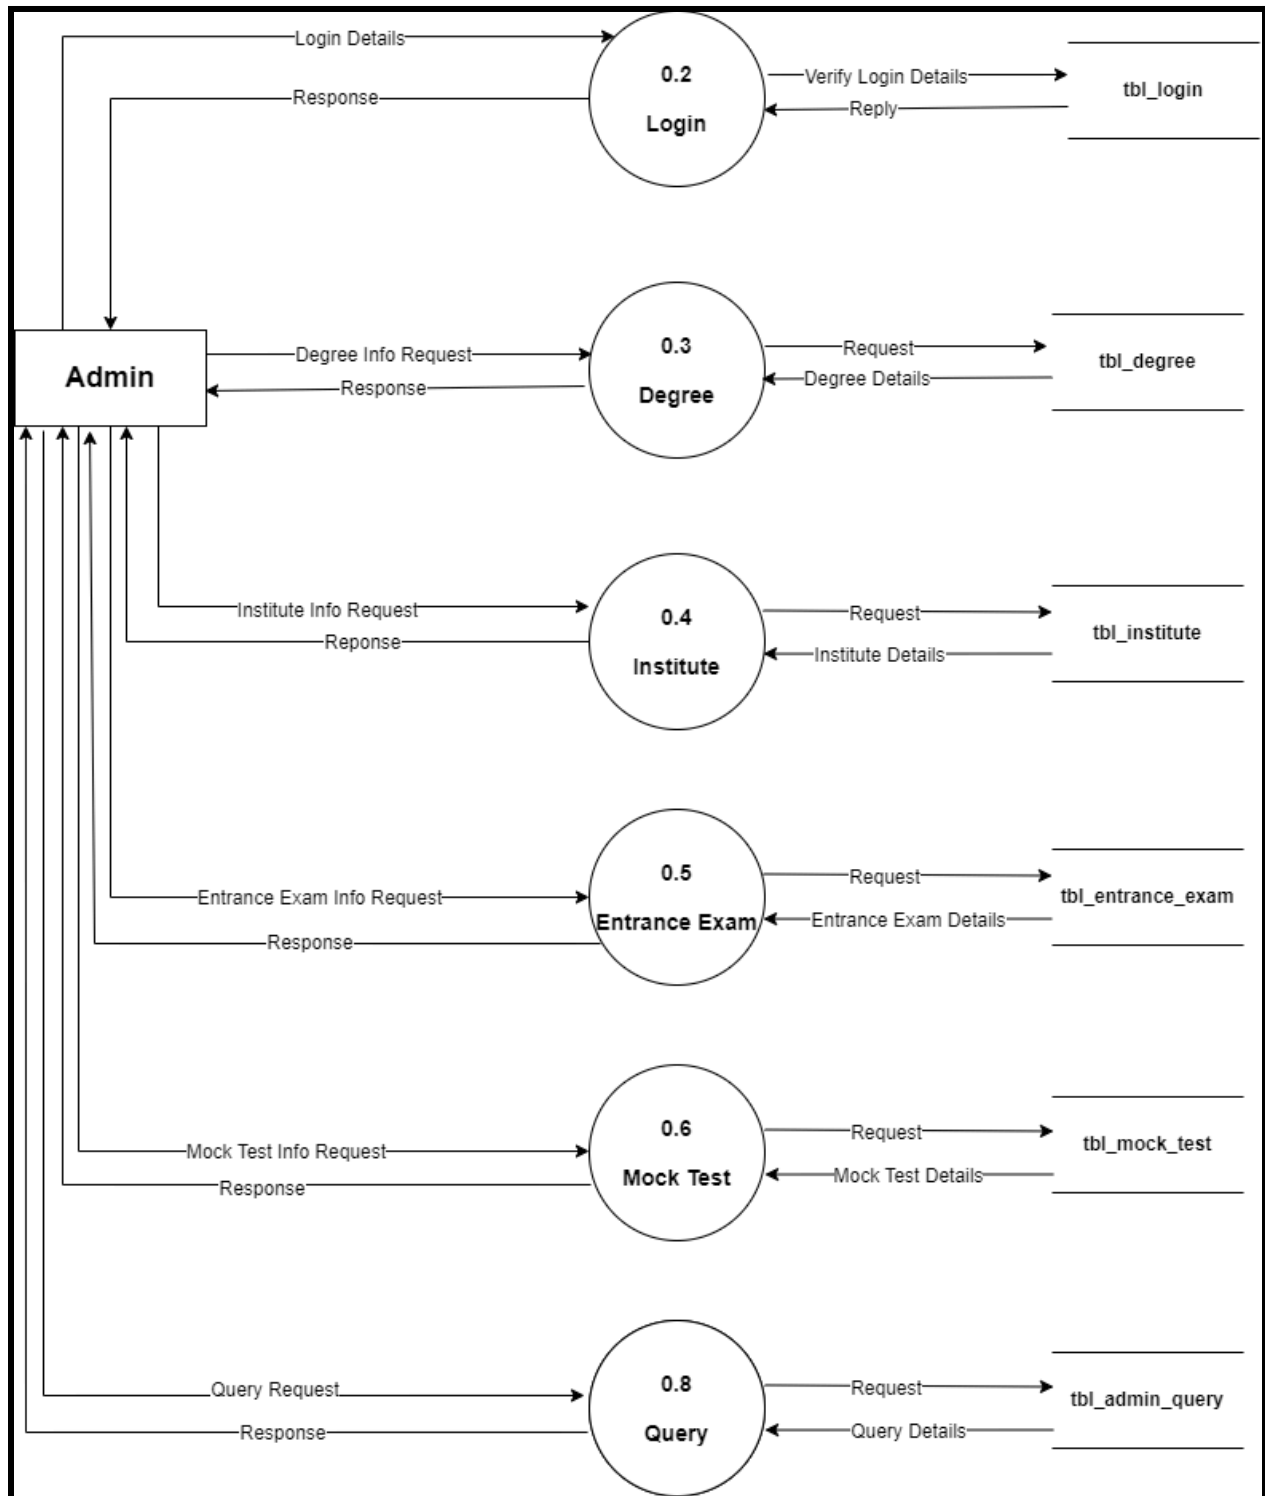 Login Details
0.2
Verify Login Details
tbl_login
Response
Reply
Login
Admin
Degree Info Request
0.3
Request
tbl_degree
Response
Degree Details
Degree
Institute Info Request
0.4
Request
tbl_institute
Reponse
Institute Details
Institute
Entrance Exam Info Request
0.5
Request
tbl_entrance_exam
Response
Entrance Exam
Entrance Exam Details
Mock Test Info Request
0.6
Request
tbl_mock_test
Response
Mock Test
Mock Test Details
Query Request
0.8
Request
tbl_admin_query
Response
Query
Query Details